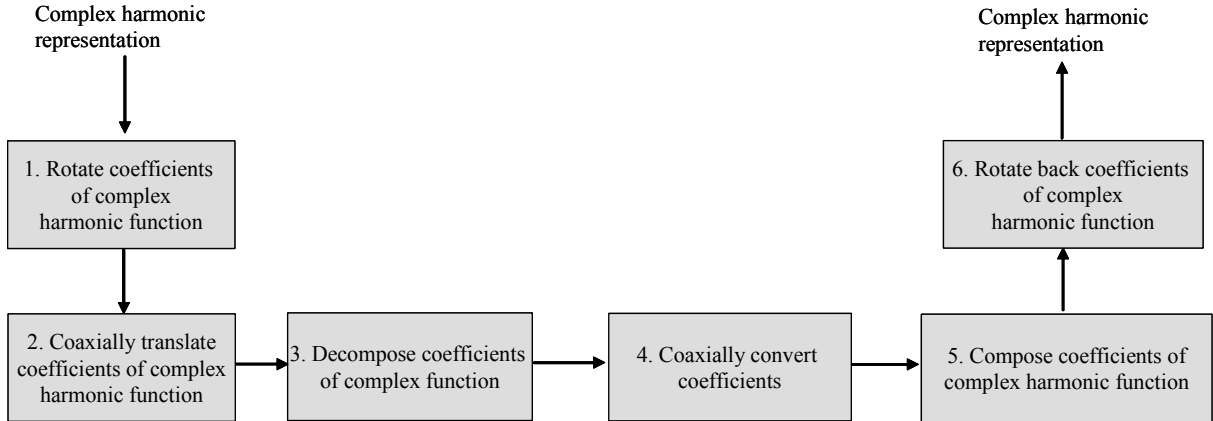 Complex harmonic
representation
1. Rotate coefficients
of complex
harmonic function
2. Coaxially translate
coefficients of complex
harmonic function
3. Decompose coefficients
of complex function
4. Coaxially convert
coefficients
5. Compose coefficients of
complex harmonic function
6. Rotate back coefficients
of complex
harmonic function
Complex harmonic
representation